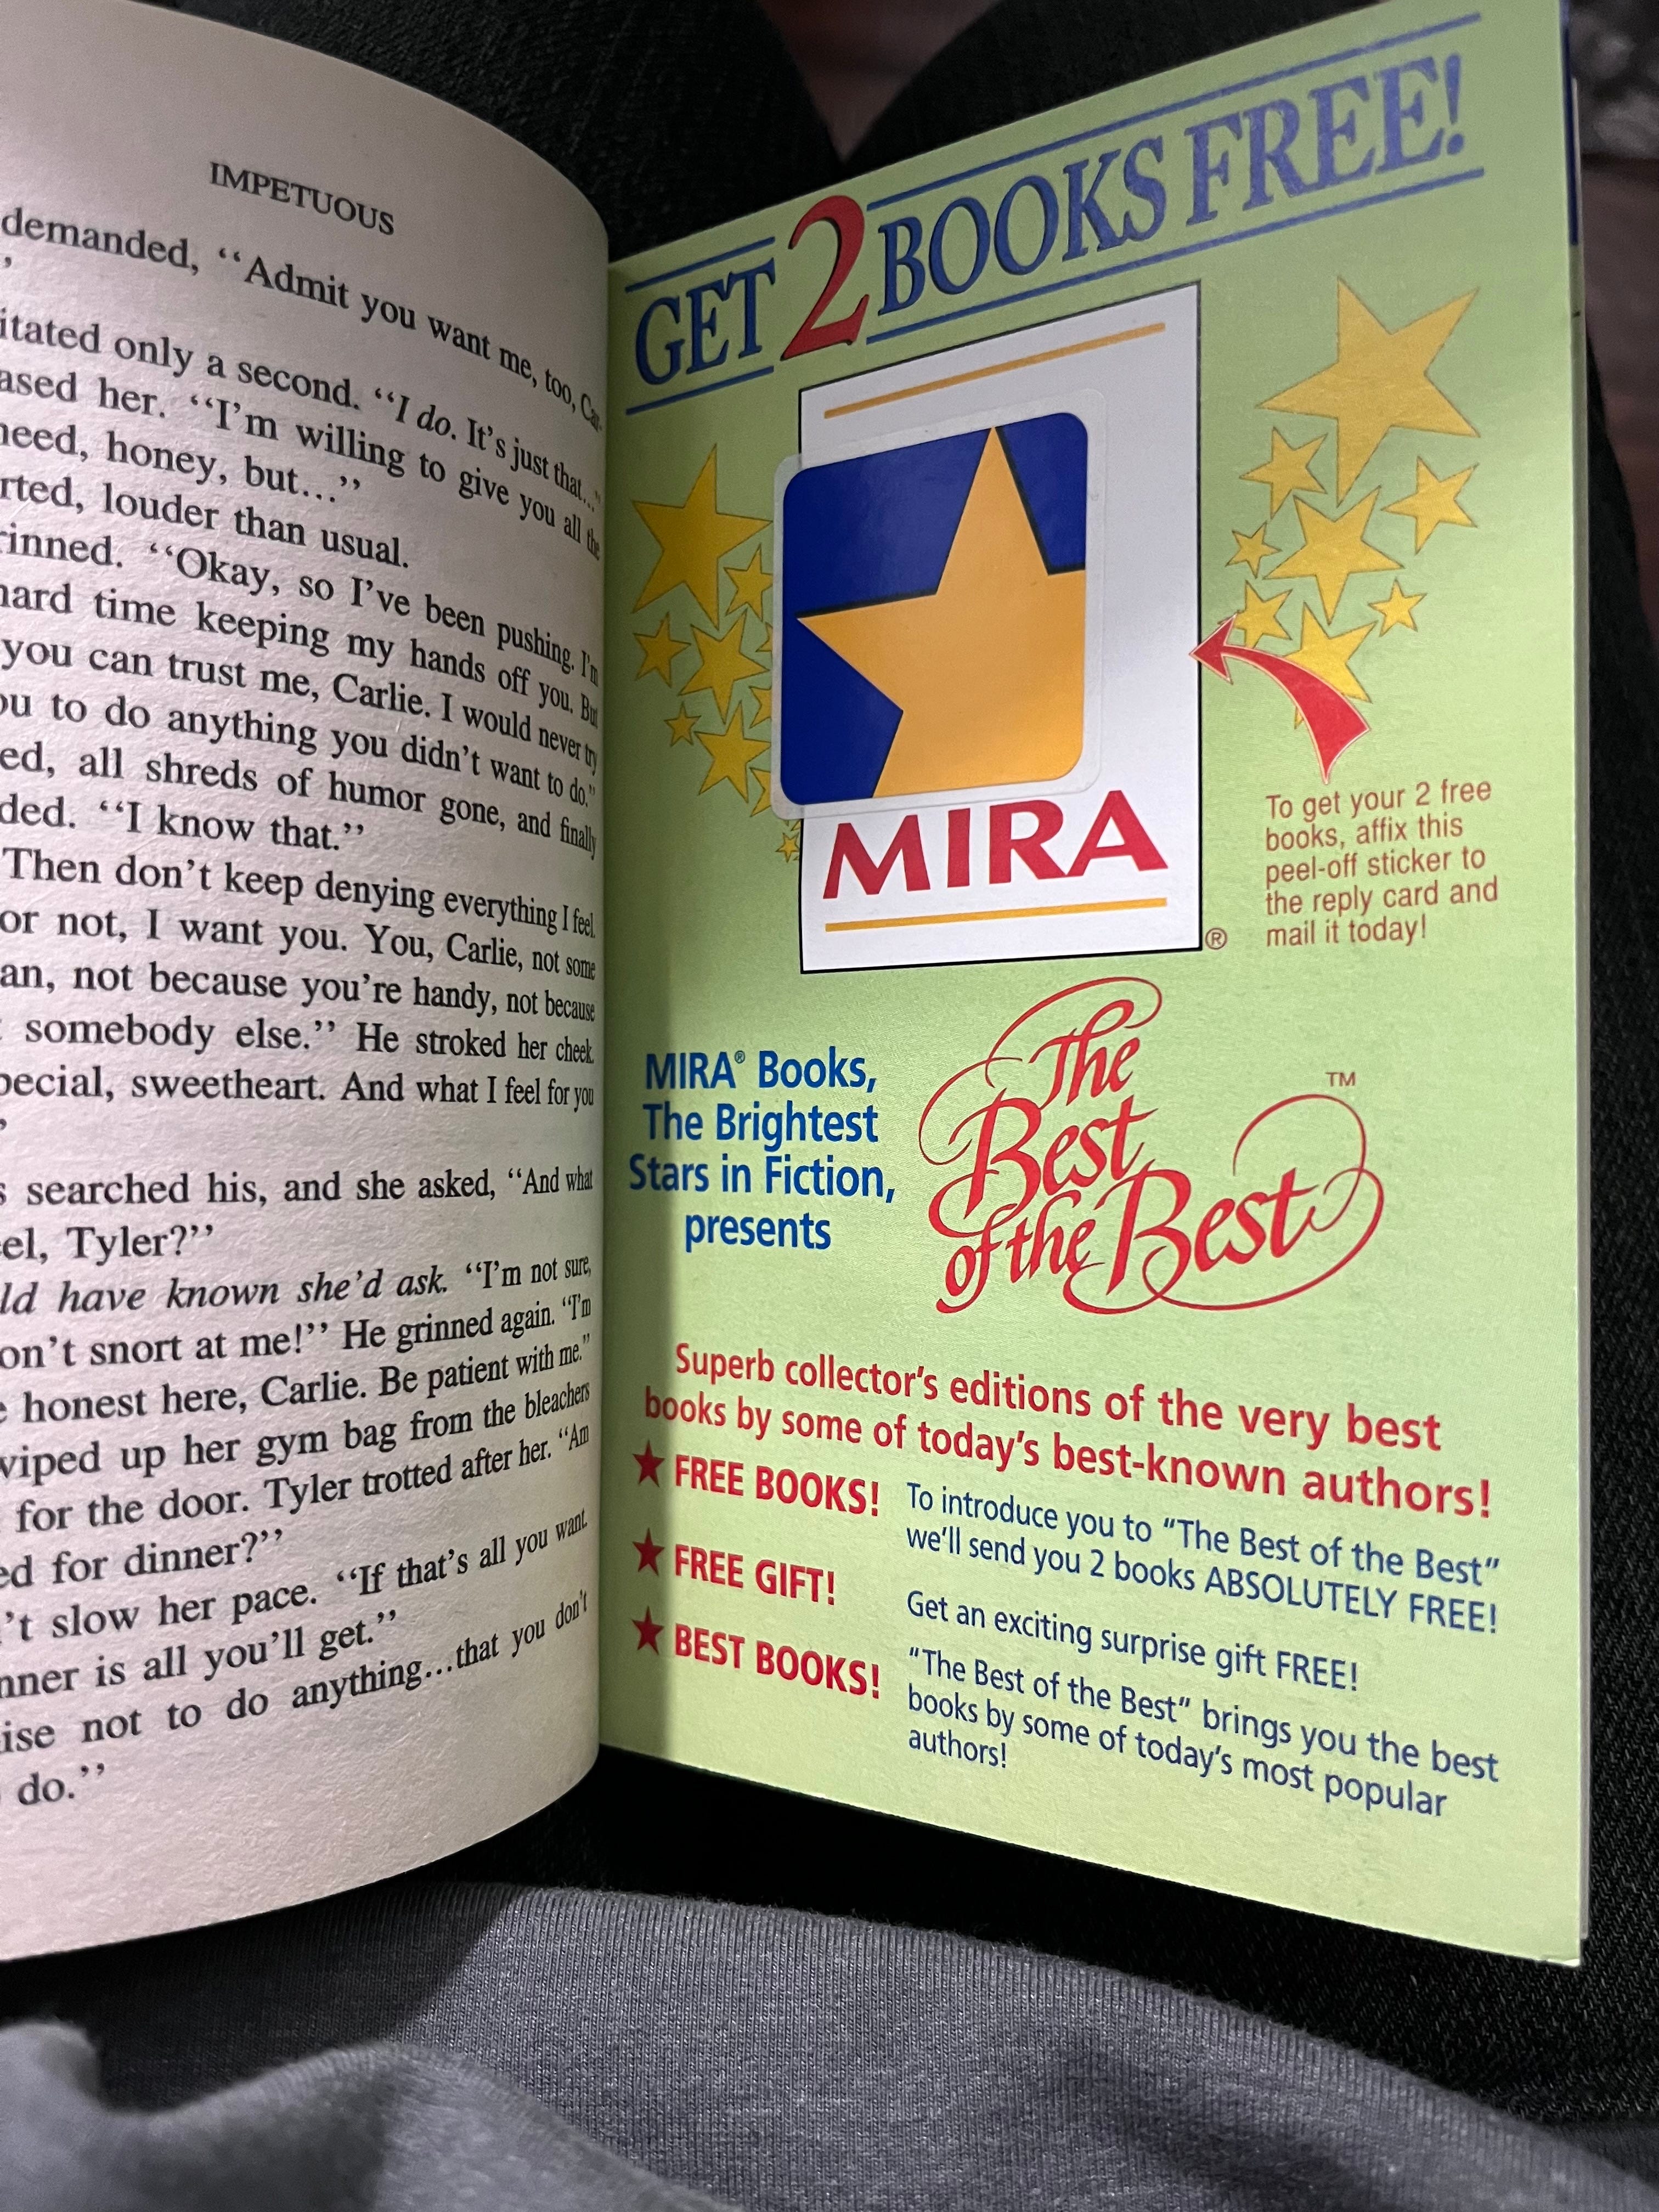 IMPETUOUS
demanded, ‘‘Admit you want me, too, Car-
’
itated only a second. ‘‘I do. It’s just that...’’
ased her. ‘‘I’m willing to give you all the
need, honey, but...’’
rted, louder than usual.
rinned. ‘‘Okay, so I’ve been pushing. I’m
hard time keeping my hands off you. But
you can trust me, Carlie. I would never try
ou to do anything you didn’t want to do.’’
ed, all shreds of humor gone, and finally
ded. ‘‘I know that.’’
Then don’t keep denying everything I feel.
or not, I want you. You, Carlie, not some
an, not because you’re handy, not because
somebody else.’’ He stroked her cheek.
pecial, sweetheart. And what I feel for you
’
s searched his, and she asked, ‘‘And what
eel, Tyler?’’
ld have known she’d ask. ‘‘I’m not sure,
on’t snort at me!’’ He grinned again. ‘‘I’m
e honest here, Carlie. Be patient with me.’’
wiped up her gym bag from the bleachers
for the door. Tyler trotted after her. ‘‘Am
ed for dinner?’’
’t slow her pace. ‘‘If that’s all you want.
nner is all you’ll get.’’
ise not to do anything...that you don’t
do.’’
GET 2 BOOKS FREE!
MIRA®
To get your 2 free
books, affix this
peel-off sticker to
the reply card and
mail it today!
MIRA® Books,
The Brightest
Stars in Fiction,
presents
The
Best
of the Best™
Superb collector’s editions of the very best
books by some of today’s best-known authors!
★ FREE BOOKS! To introduce you to “The Best of the Best”
we’ll send you 2 books ABSOLUTELY FREE!
★ FREE GIFT! Get an exciting surprise gift FREE!
★ BEST BOOKS! “The Best of the Best” brings you the best
books by some of today’s most popular
authors!